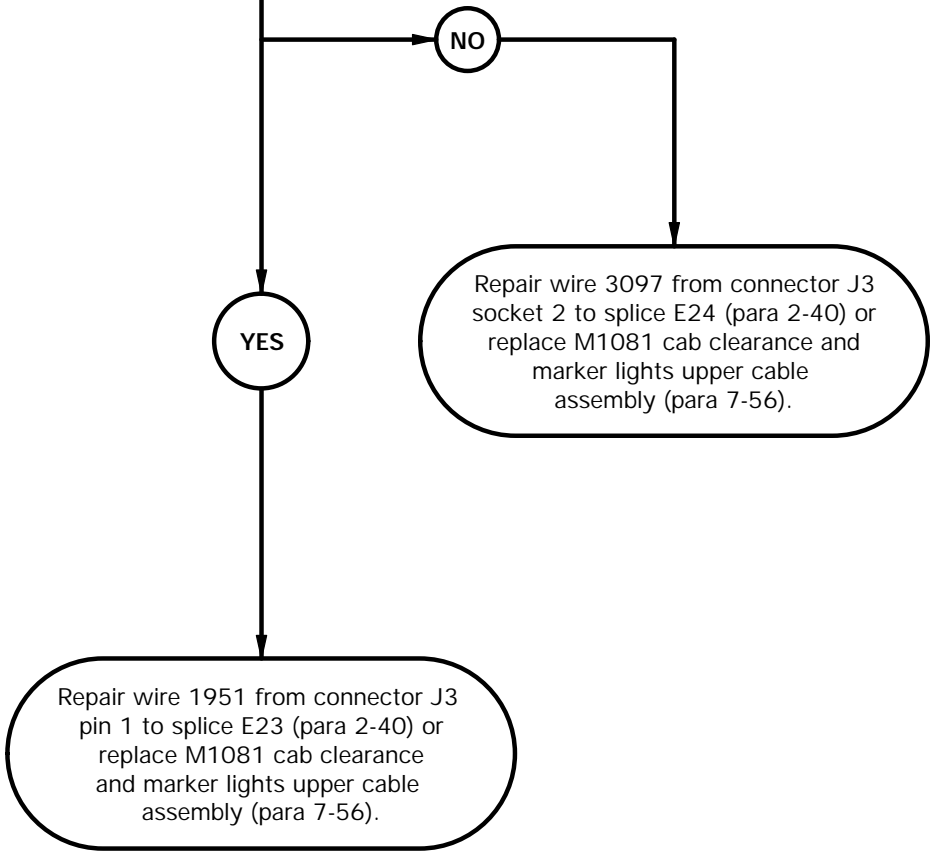 NO
Repair wire 3097 from connector J3
socket 2 to splice E24 (para 2-40) or
replace M1081 cab clearance and
marker lights upper cable
assembly (para 7-56).
YES
Repair wire 1951 from connector J3
pin 1 to splice E23 (para 2-40) or
replace M1081 cab clearance
and marker lights upper cable
assembly (para 7-56).